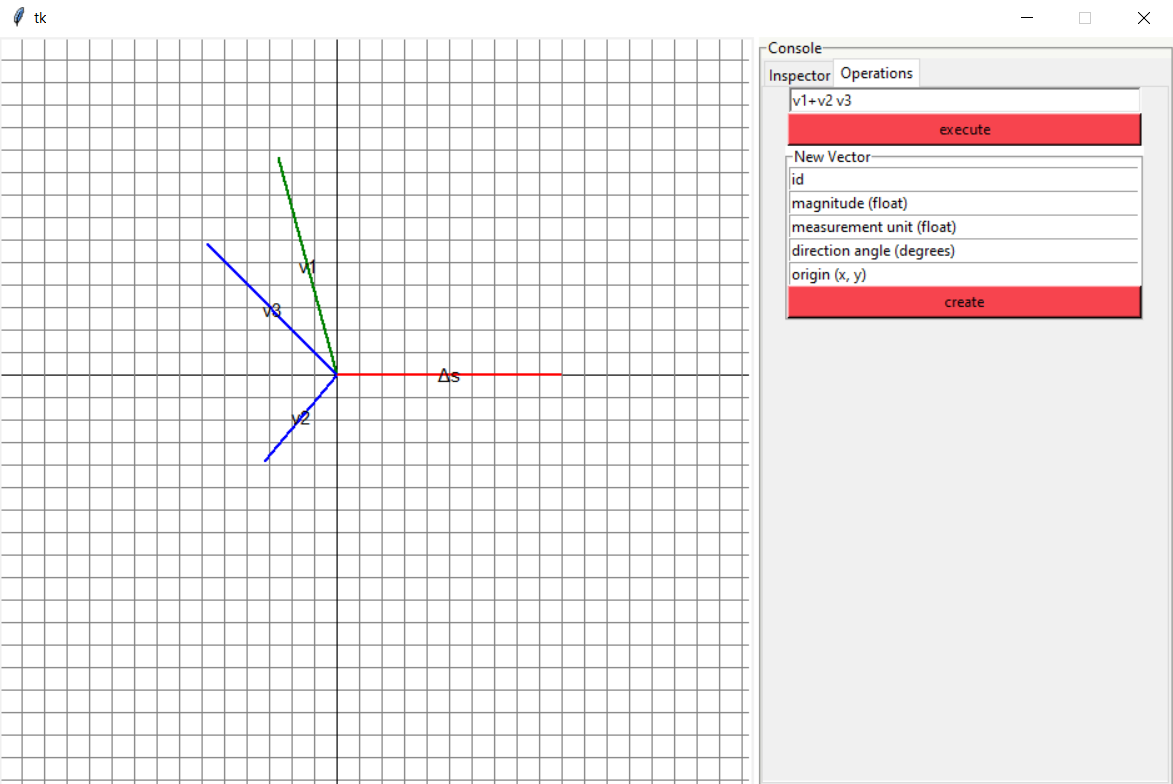 tk
Console
Inspector
Operations
v1+v2 v3
execute
New Vector
id
magnitude (float)
measurement unit (float)
direction angle (degrees)
origin (x, y)
create
v1
v3
Δs
v2